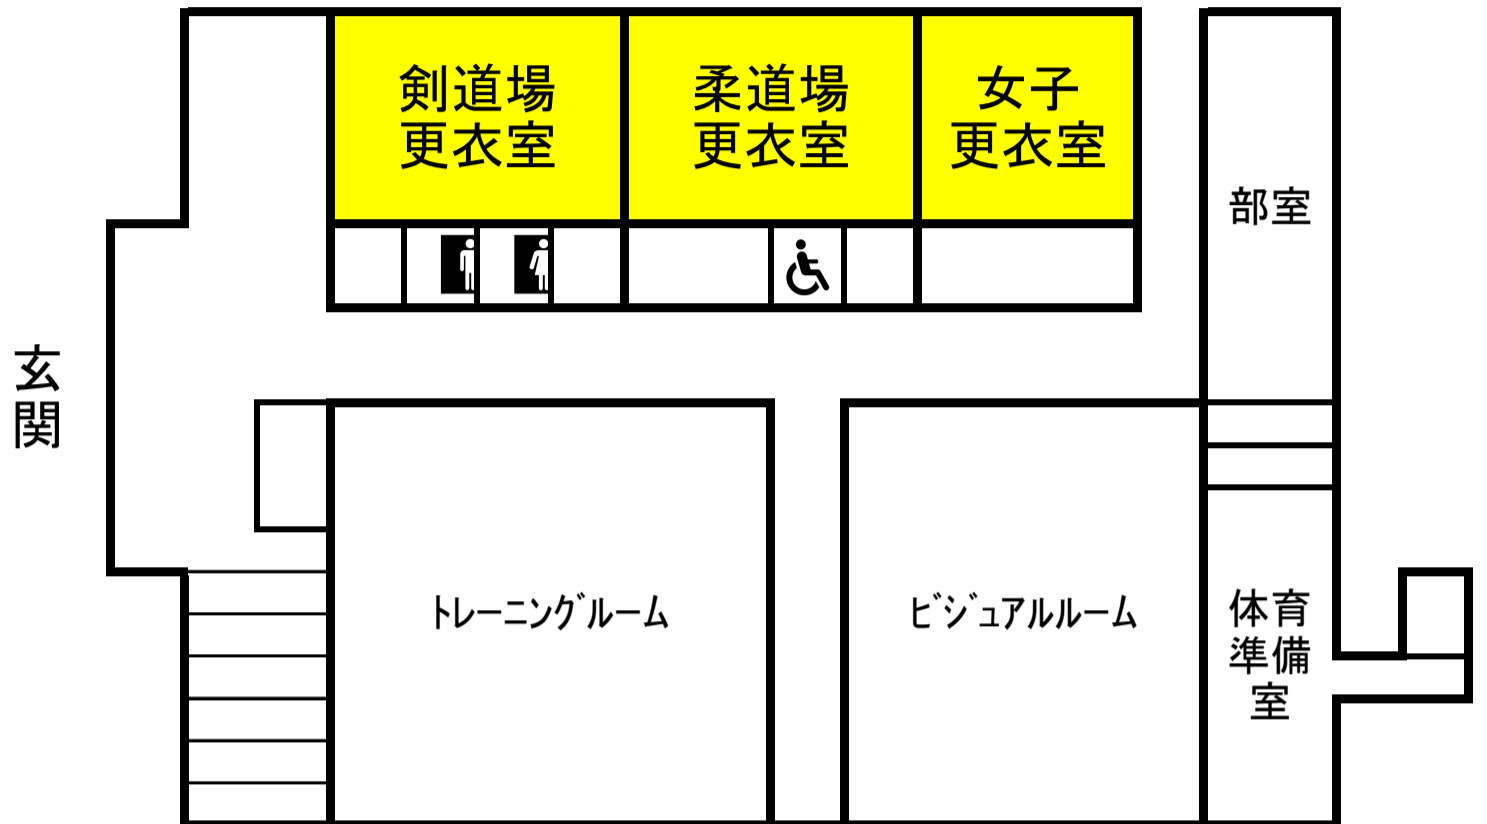 剣道場
更衣室
柔道場
更衣室
女子
更衣室
部室
玄
関
ﾄﾚｰﾆﾝｸﾞﾙｰﾑ
ﾋﾞｼﾞｭｱﾙﾙｰﾑ
体育
準備
室